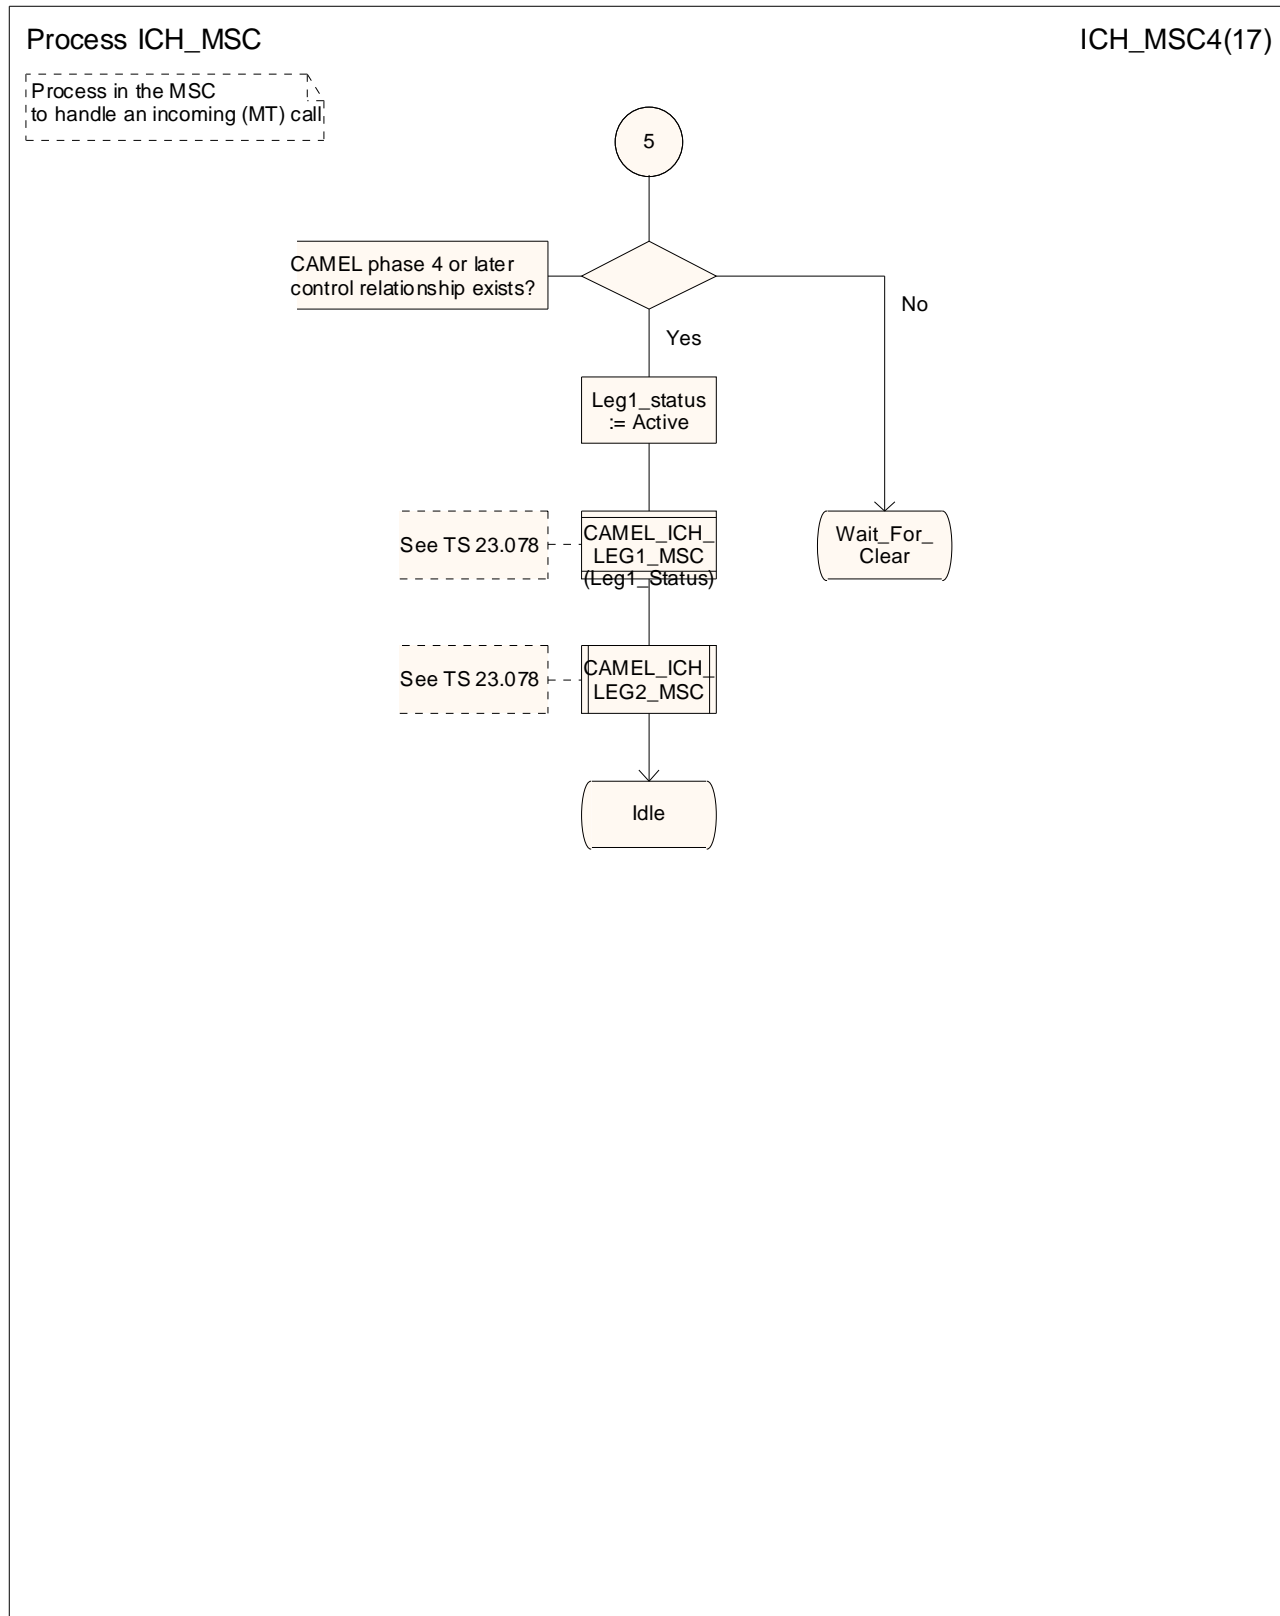 Process ICH_MSC
ICH_MSC4(17)
Process in the MSC
to handle an incoming (MT) call
5
CAMEL phase 4 or later
control relationship exists?
No
Yes
Leg1_status
:= Active
See TS 23.078
CAMEL_ICH_
LEG1_MSC
(Leg1_Status)
Wait_For_
Clear
See TS 23.078
CAMEL_ICH_
LEG2_MSC
Idle